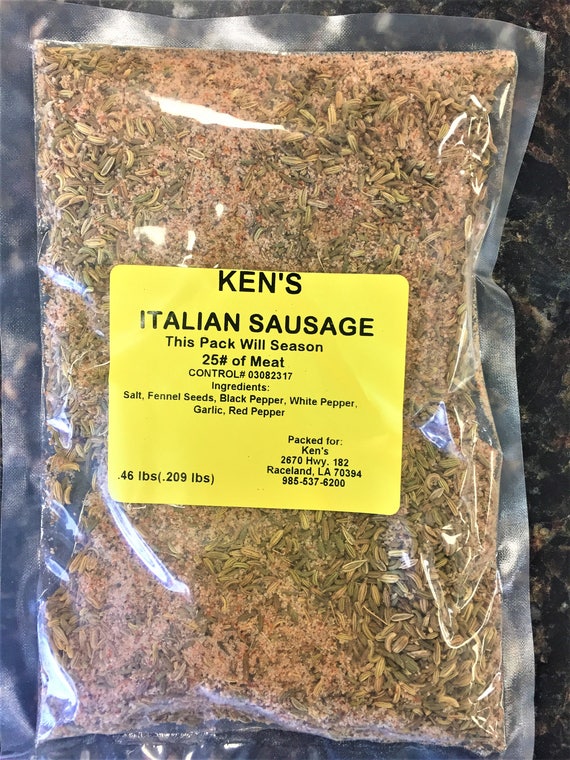 KEN'S
ITALIAN SAUSAGE
This Pack Will Season
25# of Meat
CONTROL# 03082317
Ingredients:
Salt, Fennel Seeds, Black Pepper, White Pepper,
Garlic, Red Pepper
Packed for:
Ken's
2670 Hwy. 182
Raceland, LA 70394
985-537-6200
.46 lbs(.209 lbs)